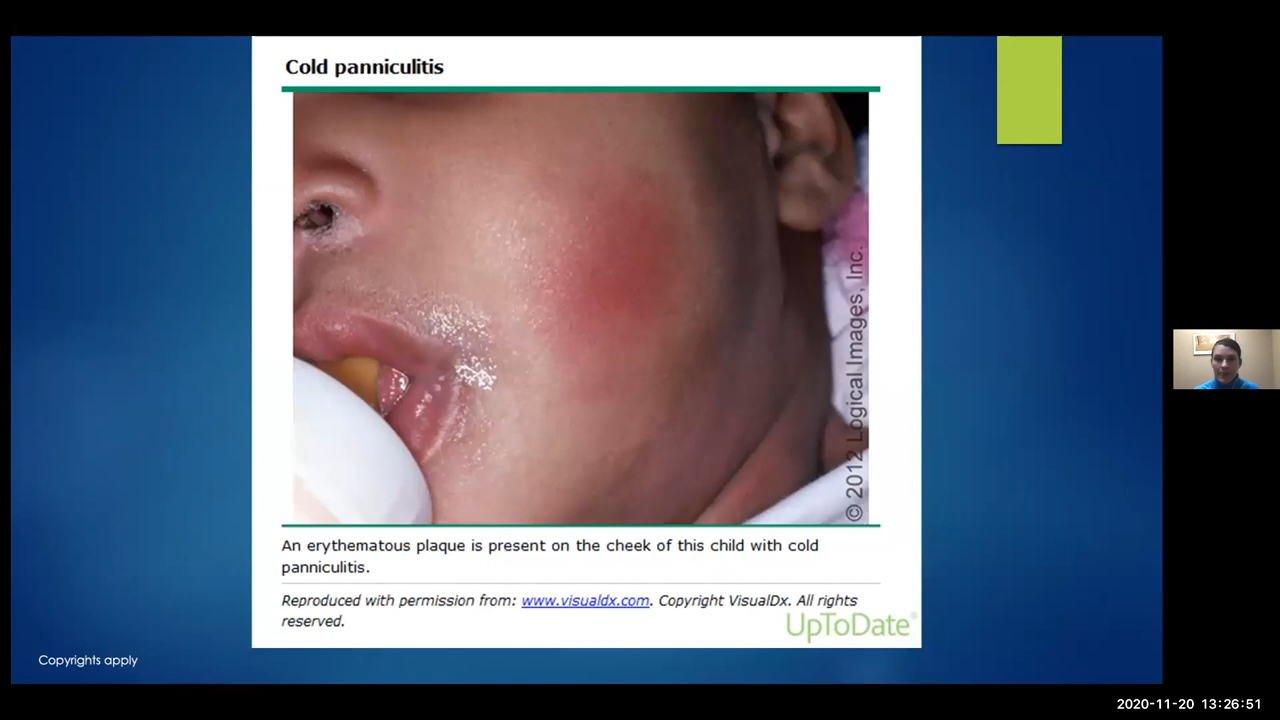 Cold panniculitis
© 2012 Logical Images, Inc.
An erythematous plaque is present on the cheek of this child with cold
panniculitis.
Reproduced with permission from: www.visualdx.com. Copyright VisualDx. All rights
reserved.
UpToDate®
Copyrights apply
2020-11-20 13:26:51